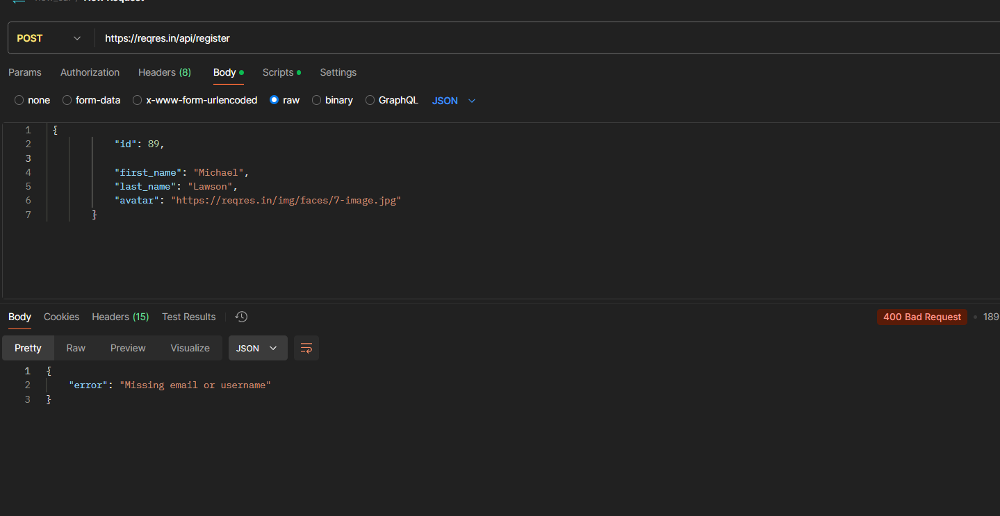 New Request
POST https://reqres.in/api/register
Params Authorization Headers (8) Body Scripts Settings
none form-data x-www-form-urlencoded raw binary GraphQL JSON
1 {
2 "id": 89,
3
4 "first_name": "Michael",
5 "last_name": "Lawson",
6 "avatar": "https://reqres.in/img/faces/7-image.jpg"
7 }
Body Cookies Headers (15) Test Results 400 Bad Request 189
Pretty Raw Preview Visualize JSON
1 {
2 "error": "Missing email or username"
3 }